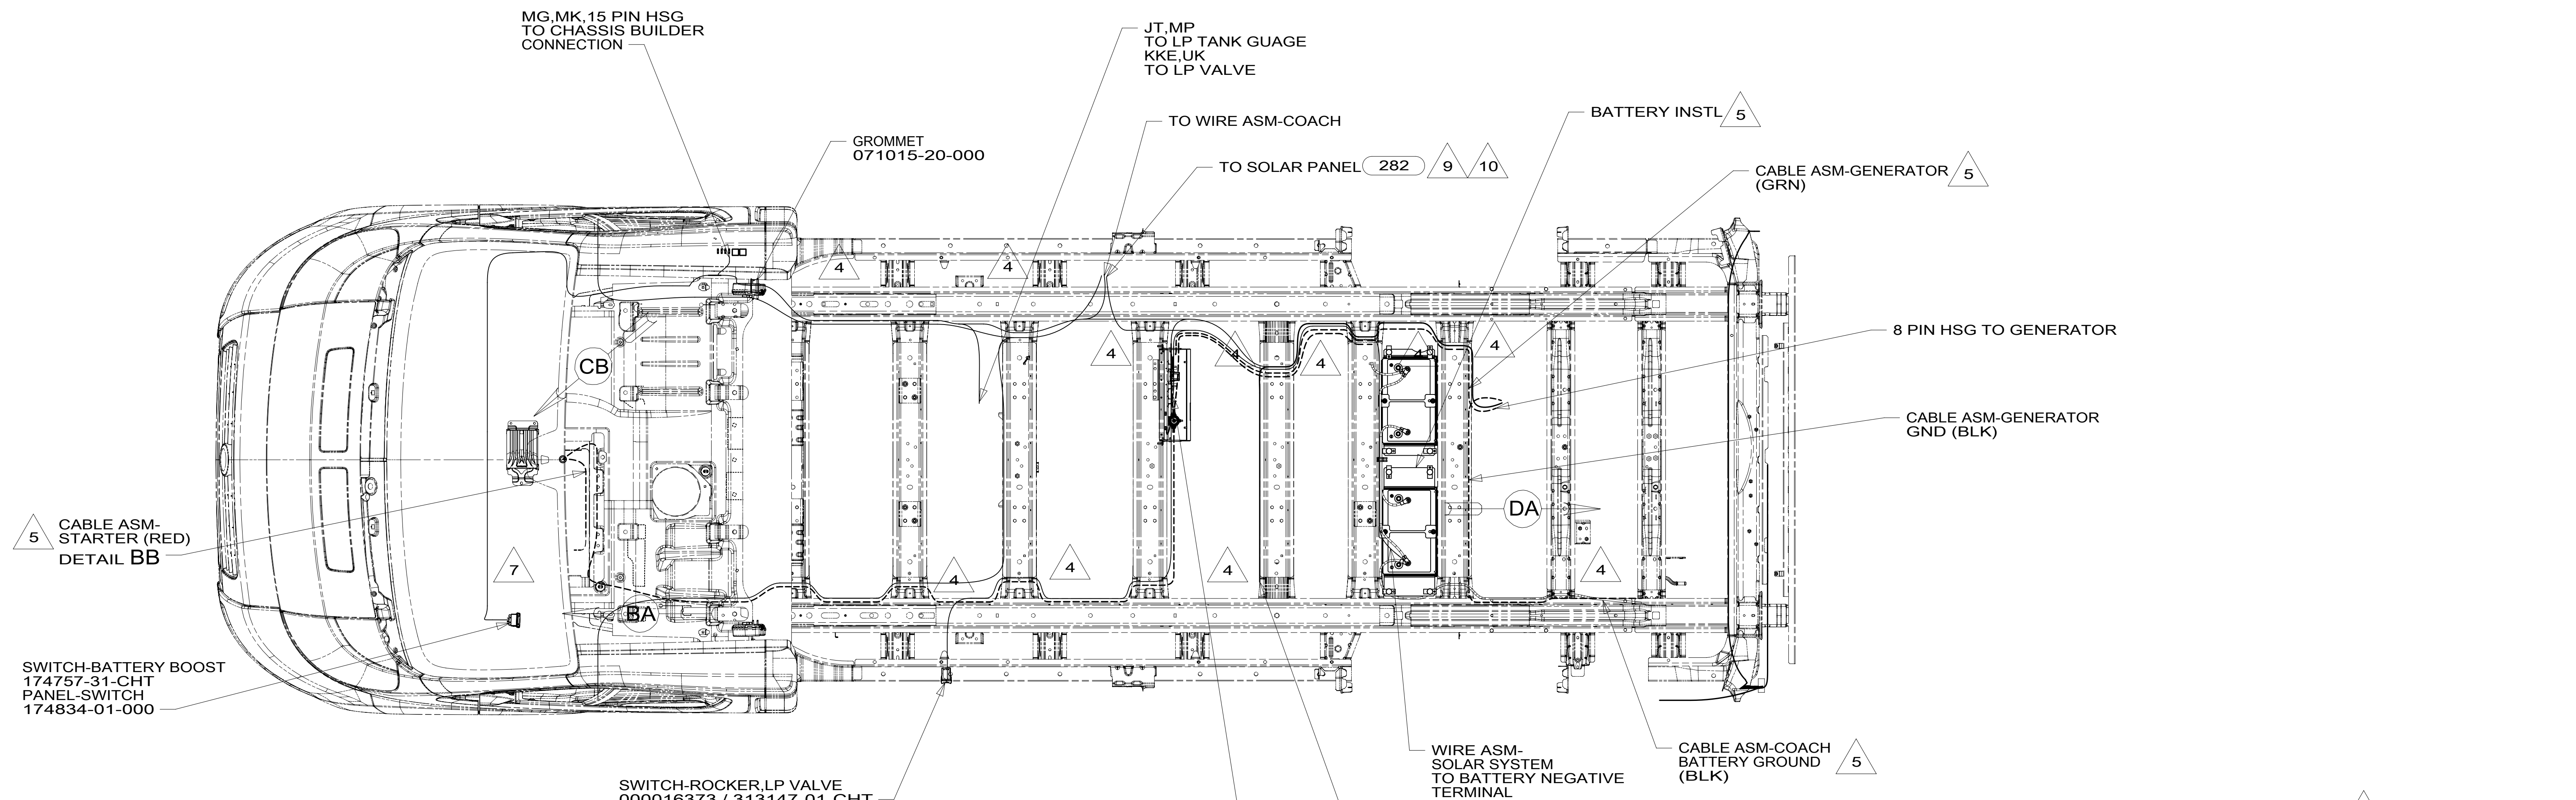 MG,MK,15 PIN HSG
TO CHASSIS BUILDER
CONNECTION
JT,MP
TO LP TANK GUAGE
KKE,UK
TO LP VALVE
GROMMET
071015-20-000
TO WIRE ASM-COACH
TO SOLAR PANEL 282 9 10
BATTERY INSTL 5
CABLE ASM-GENERATOR 5
(GRN)
4
4
8 PIN HSG TO GENERATOR
4
4
4
4
4
CB
CABLE ASM-GENERATOR
GND (BLK)
DA
5 CABLE ASM-
STARTER (RED)
DETAIL BB
7
4
4
4
4
BA
SWITCH-BATTERY BOOST
174757-31-CHT
PANEL-SWITCH
174834-01-000
WIRE ASM-
SOLAR SYSTEM
TO BATTERY NEGATIVE
TERMINAL
CABLE ASM-COACH
BATTERY GROUND 5
(BLK)
SWITCH-ROCKER,LP VALVE
000016373 / 313147-01-CHT